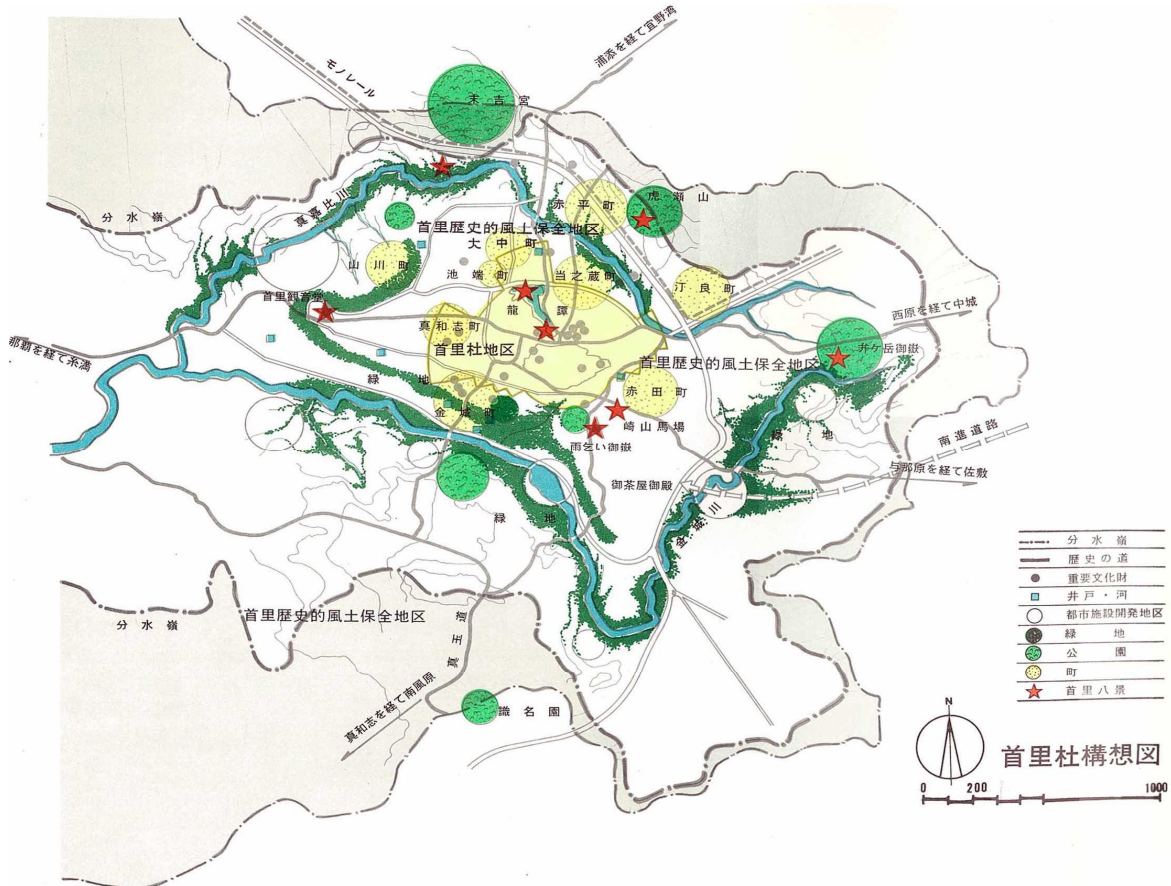 浦添を経て宜野湾
モノレール
末吉宮
分水嶺
真嘉比川
虎瀬山
赤平町
首里歴史的風土保全地区
大中町
山川町
池端町
当之蔵町
汀良町
首里観音堂
龍潭
西原を経て中城
真和志町
首里杜地区
弁ケ岳御嶽
首里歴史的風土保全地区
那覇を経て糸満
緑地
赤田町
金城町
崎山馬場
緑地
雨乞い御嶽
南進道路
御茶屋御殿
与那原を経て佐敷
緑地
金城川
分水嶺
首里歴史的風土保全地区
真玉道
真和志を経て南風原
識名園
分水嶺
歴史の道
重要文化財
井戸・河
都市施設開発地区
緑地
公園
町
首里八景
N
首里杜構想図
0 200 1000